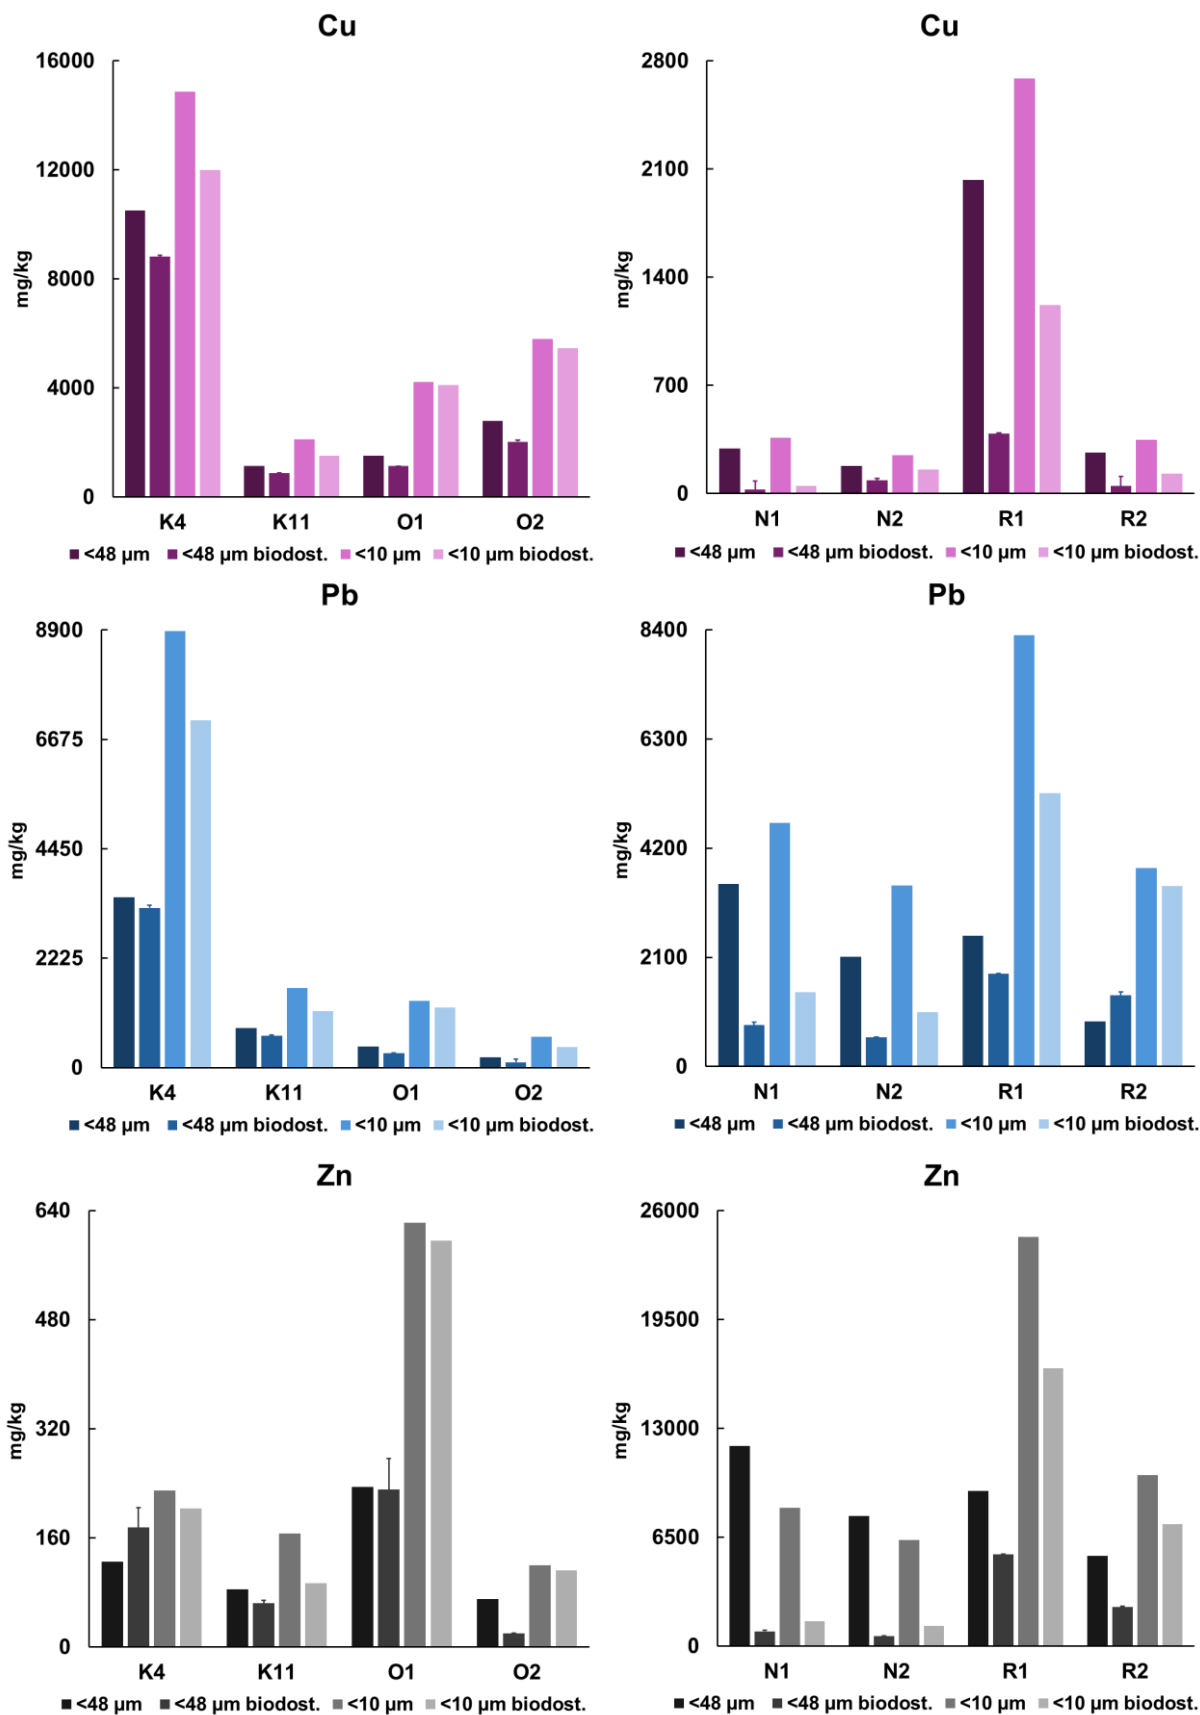 Cu
16000
12000
8000
4000
0
mg/kg
K4 K11 O1 O2
<48 µm <48 µm biodost. <10 µm <10 µm biodost.
Cu
2800
2100
1400
700
0
mg/kg
N1 N2 R1 R2
<48 µm <48 µm biodost. <10 µm <10 µm biodost.
Pb
8900
6675
4450
2225
0
mg/kg
K4 K11 O1 O2
<48 µm <48 µm biodost. <10 µm <10 µm biodost.
Pb
8400
6300
4200
2100
0
mg/kg
N1 N2 R1 R2
<48 µm <48 µm biodost. <10 µm <10 µm biodost.
Zn
640
480
320
160
0
mg/kg
K4 K11 O1 O2
<48 µm <48 µm biodost. <10 µm <10 µm biodost.
Zn
26000
19500
13000
6500
0
mg/kg
N1 N2 R1 R2
<48 µm <48 µm biodost. <10 µm <10 µm biodost.